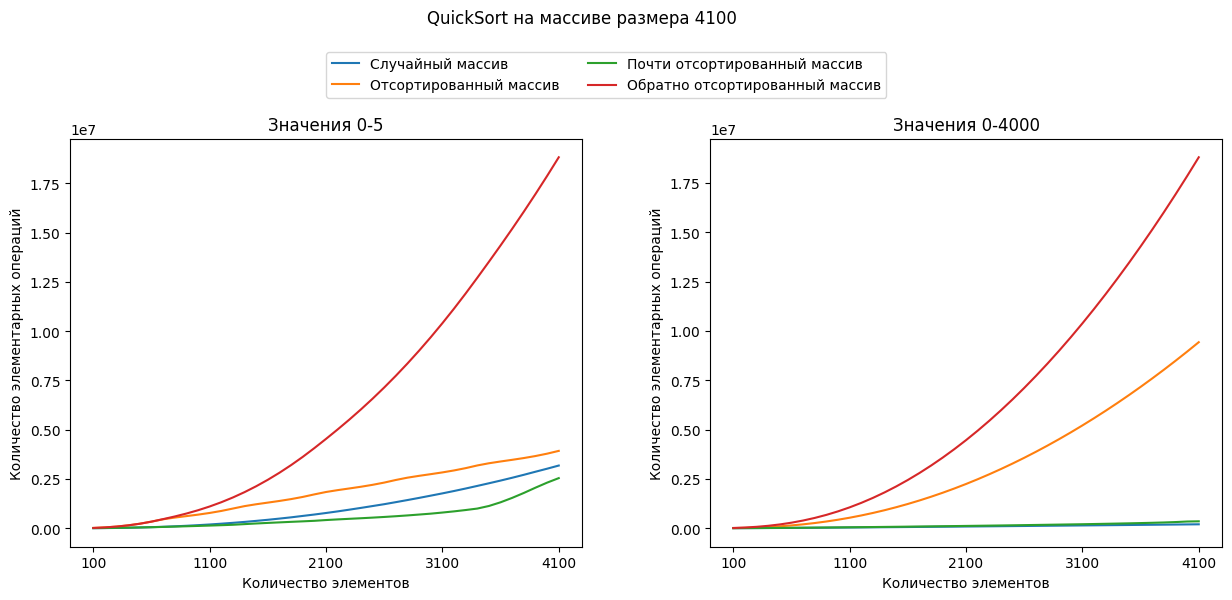 QuickSort на массиве размера 4100
Случайный массив
Отсортированный массив
Почти отсортированный массив
Обратно отсортированный массив
Значения 0-5
1e7
Количество элементарных операций
1.75
1.50
1.25
1.00
0.75
0.50
0.25
0.00
100 1100 2100 3100 4100
Количество элементов
Значения 0-4000
1e7
Количество элементарных операций
1.75
1.50
1.25
1.00
0.75
0.50
0.25
0.00
100 1100 2100 3100 4100
Количество элементов